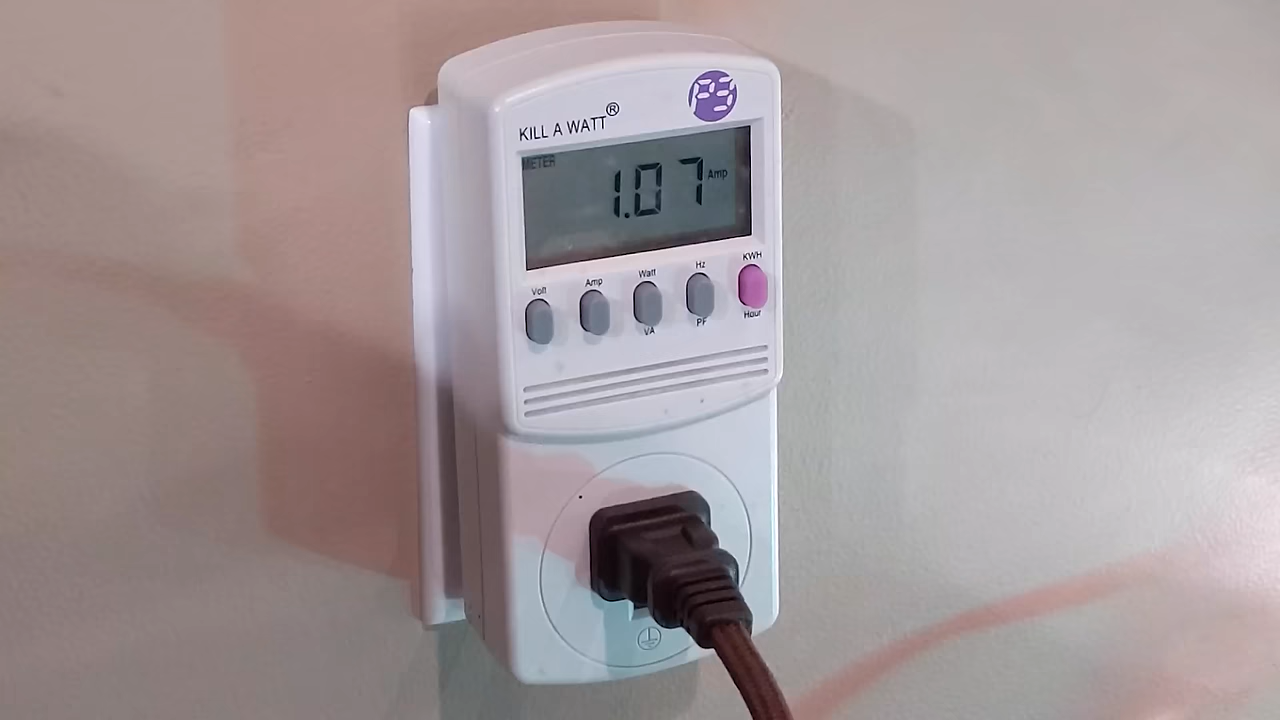 P3
KILL A WATT®
METER
1.07 Amp
Volt Amp Watt Hz KWH
VA PF Hour